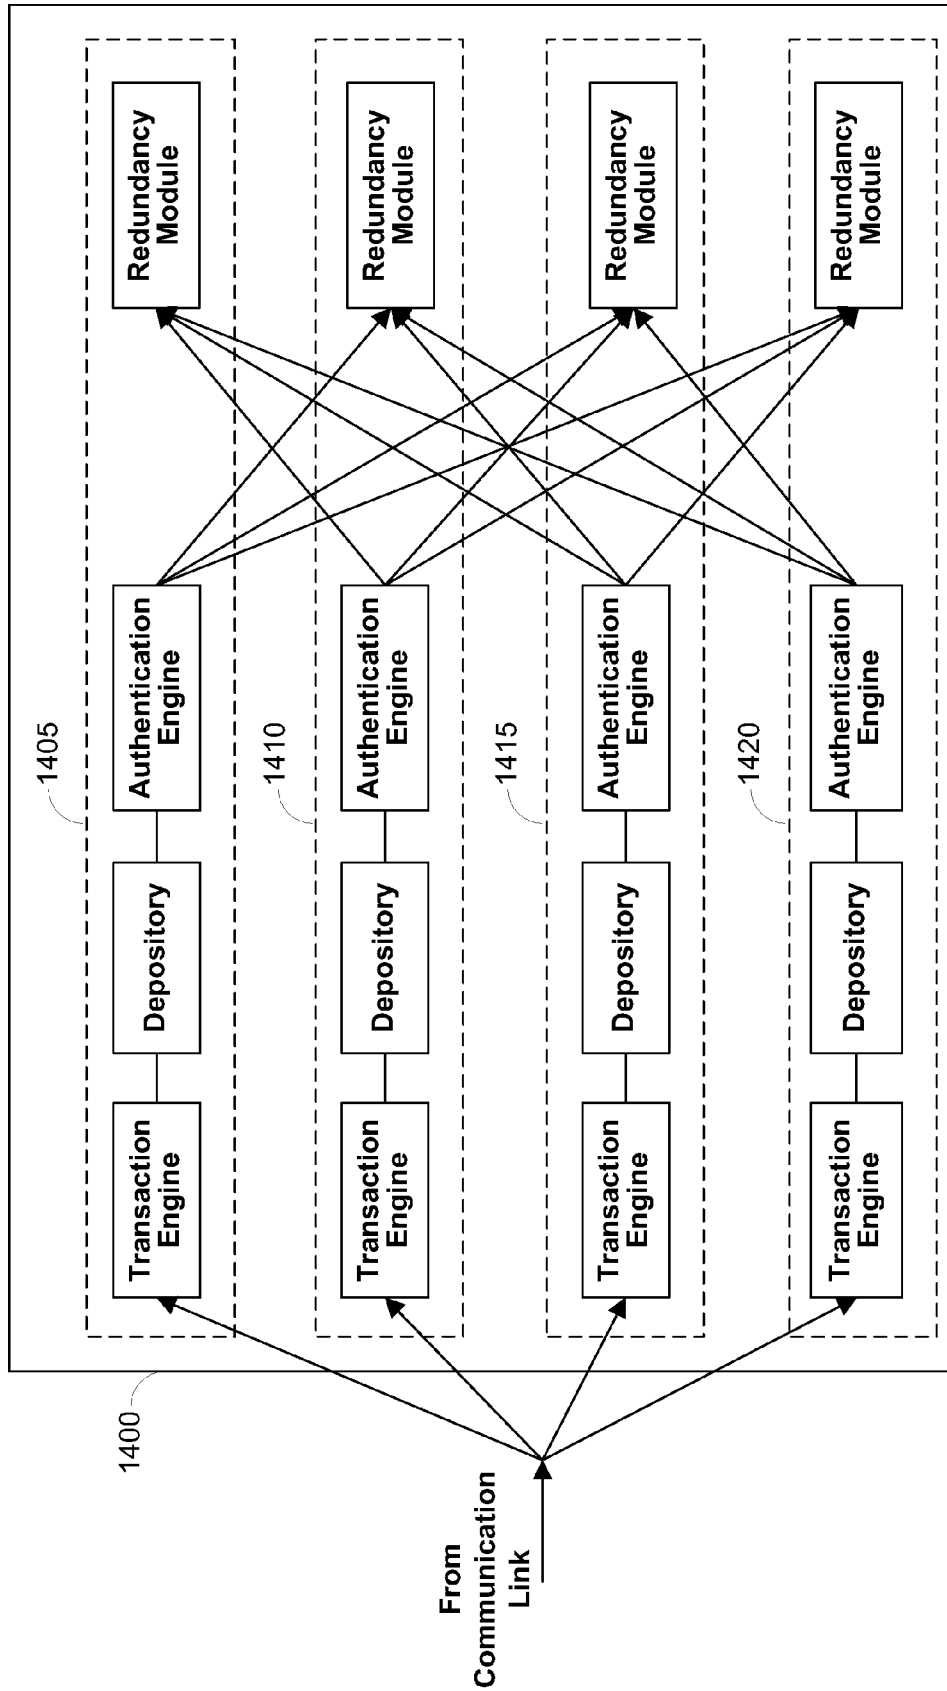 1400
From
Communication
Link
1405
Transaction
Engine
Depository
Authentication
Engine
Redundancy
Module
1410
Transaction
Engine
Depository
Authentication
Engine
Redundancy
Module
1415
Transaction
Engine
Depository
Authentication
Engine
Redundancy
Module
1420
Transaction
Engine
Depository
Authentication
Engine
Redundancy
Module